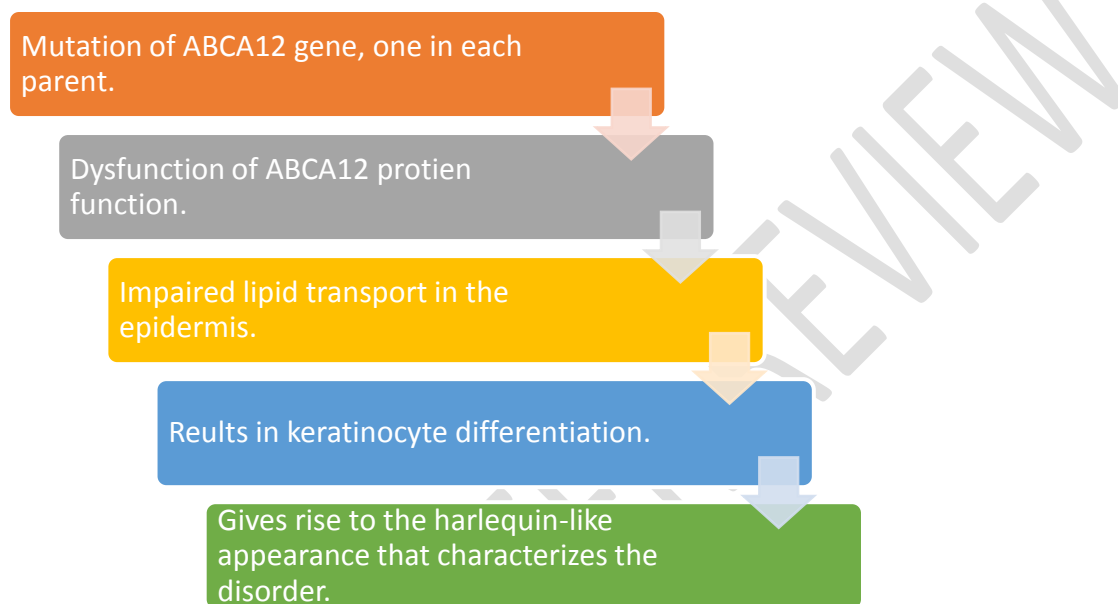 Mutation of ABCA12 gene, one in each
parent.
Dysfunction of ABCA12 protien
function.
Impaired lipid transport in the
epidermis.
Reults in keratinocyte differentiation.
Gives rise to the harlequin-like
appearance that characterizes the
disorder.